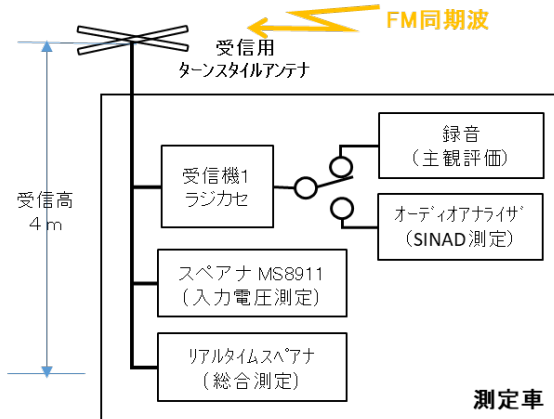 FM同期波
受信用
ターンスタイルアンテナ
受信高
4m
受信機1
ラジカセ
録音
(主観評価)
オーディオアナライザ
(SINAD測定)
スペアナ MS8911
(入力電圧測定)
リアルタイムスペアナ
(総合測定)
測定車